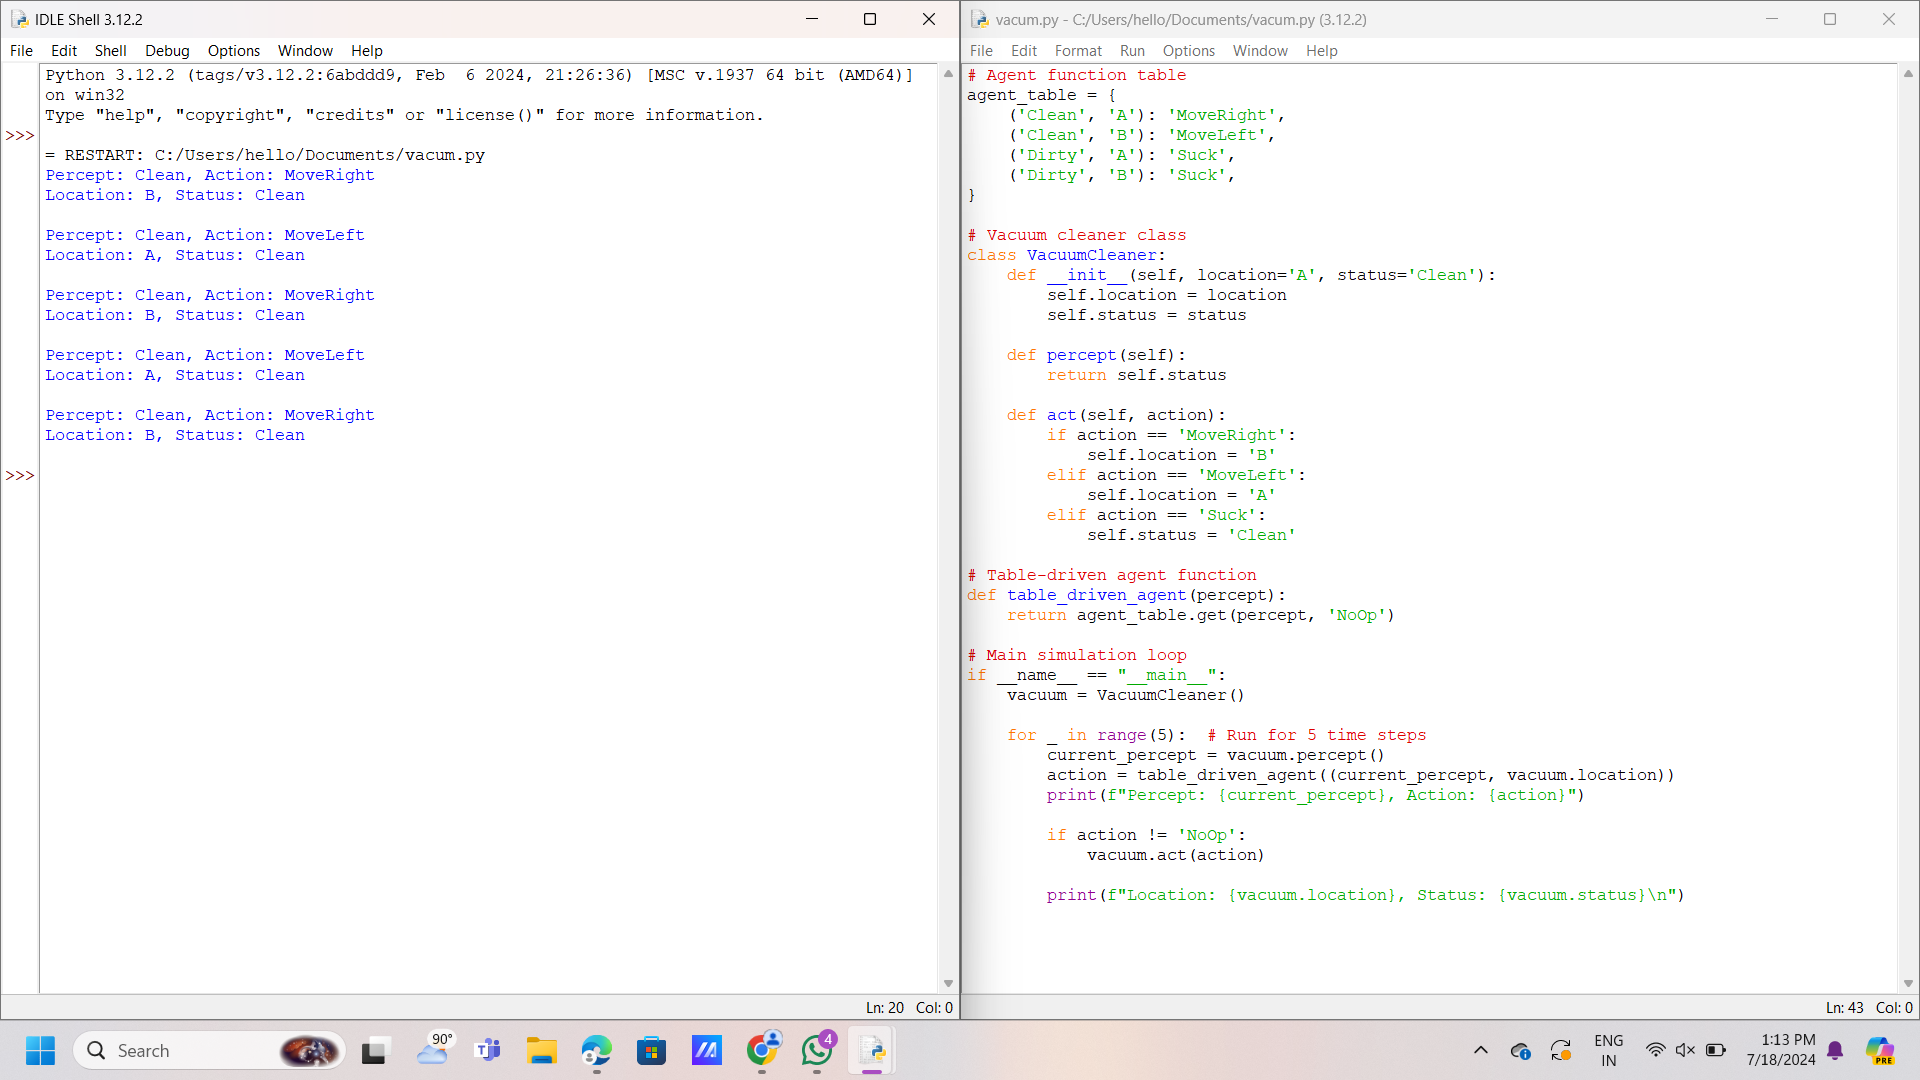 IDLE Shell 3.12.2
File Edit Shell Debug Options Window Help
Python 3.12.2 (tags/v3.12.2:6abddd9, Feb  6 2024, 21:26:36) [MSC v.1937 64 bit (AMD64)]
on win32
Type "help", "copyright", "credits" or "license()" for more information.
>>>
= RESTART: C:/Users/hello/Documents/vacum.py
Percept: Clean, Action: MoveRight
Location: B, Status: Clean

Percept: Clean, Action: MoveLeft
Location: A, Status: Clean

Percept: Clean, Action: MoveRight
Location: B, Status: Clean

Percept: Clean, Action: MoveLeft
Location: A, Status: Clean

Percept: Clean, Action: MoveRight
Location: B, Status: Clean

>>>
Ln: 20 Col: 0
vacum.py - C:/Users/hello/Documents/vacum.py (3.12.2)
File Edit Format Run Options Window Help
# Agent function table
agent_table = {
    ('Clean', 'A'): 'MoveRight',
    ('Clean', 'B'): 'MoveLeft',
    ('Dirty', 'A'): 'Suck',
    ('Dirty', 'B'): 'Suck',
}

# Vacuum cleaner class
class VacuumCleaner:
    def __init__(self, location='A', status='Clean'):
        self.location = location
        self.status = status

    def percept(self):
        return self.status

    def act(self, action):
        if action == 'MoveRight':
            self.location = 'B'
        elif action == 'MoveLeft':
            self.location = 'A'
        elif action == 'Suck':
            self.status = 'Clean'

# Table-driven agent function
def table_driven_agent(percept):
    return agent_table.get(percept, 'NoOp')

# Main simulation loop
if __name__ == "__main__":
    vacuum = VacuumCleaner()

    for _ in range(5):  # Run for 5 time steps
        current_percept = vacuum.percept()
        action = table_driven_agent((current_percept, vacuum.location))
        print(f"Percept: {current_percept}, Action: {action}")

        if action != 'NoOp':
            vacuum.act(action)

        print(f"Location: {vacuum.location}, Status: {vacuum.status}\n")
Ln: 43 Col: 0
Search
90°
4
ENG
IN
1:13 PM
7/18/2024
PRE